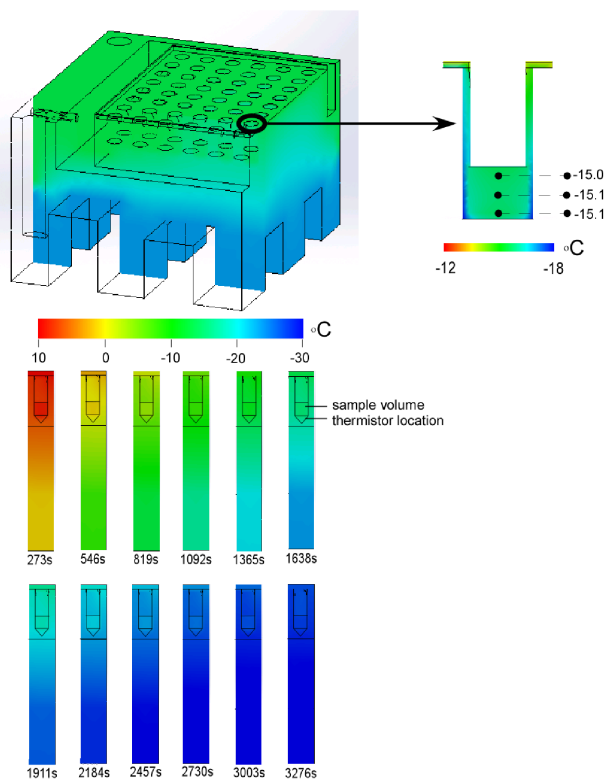 -15.0
-15.1
-15.1
°C
-12 -18
°C
10 0 -10 -20 -30
sample volume
thermistor location
273s 546s 819s 1092s 1365s 1638s
1911s 2184s 2457s 2730s 3003s 3276s